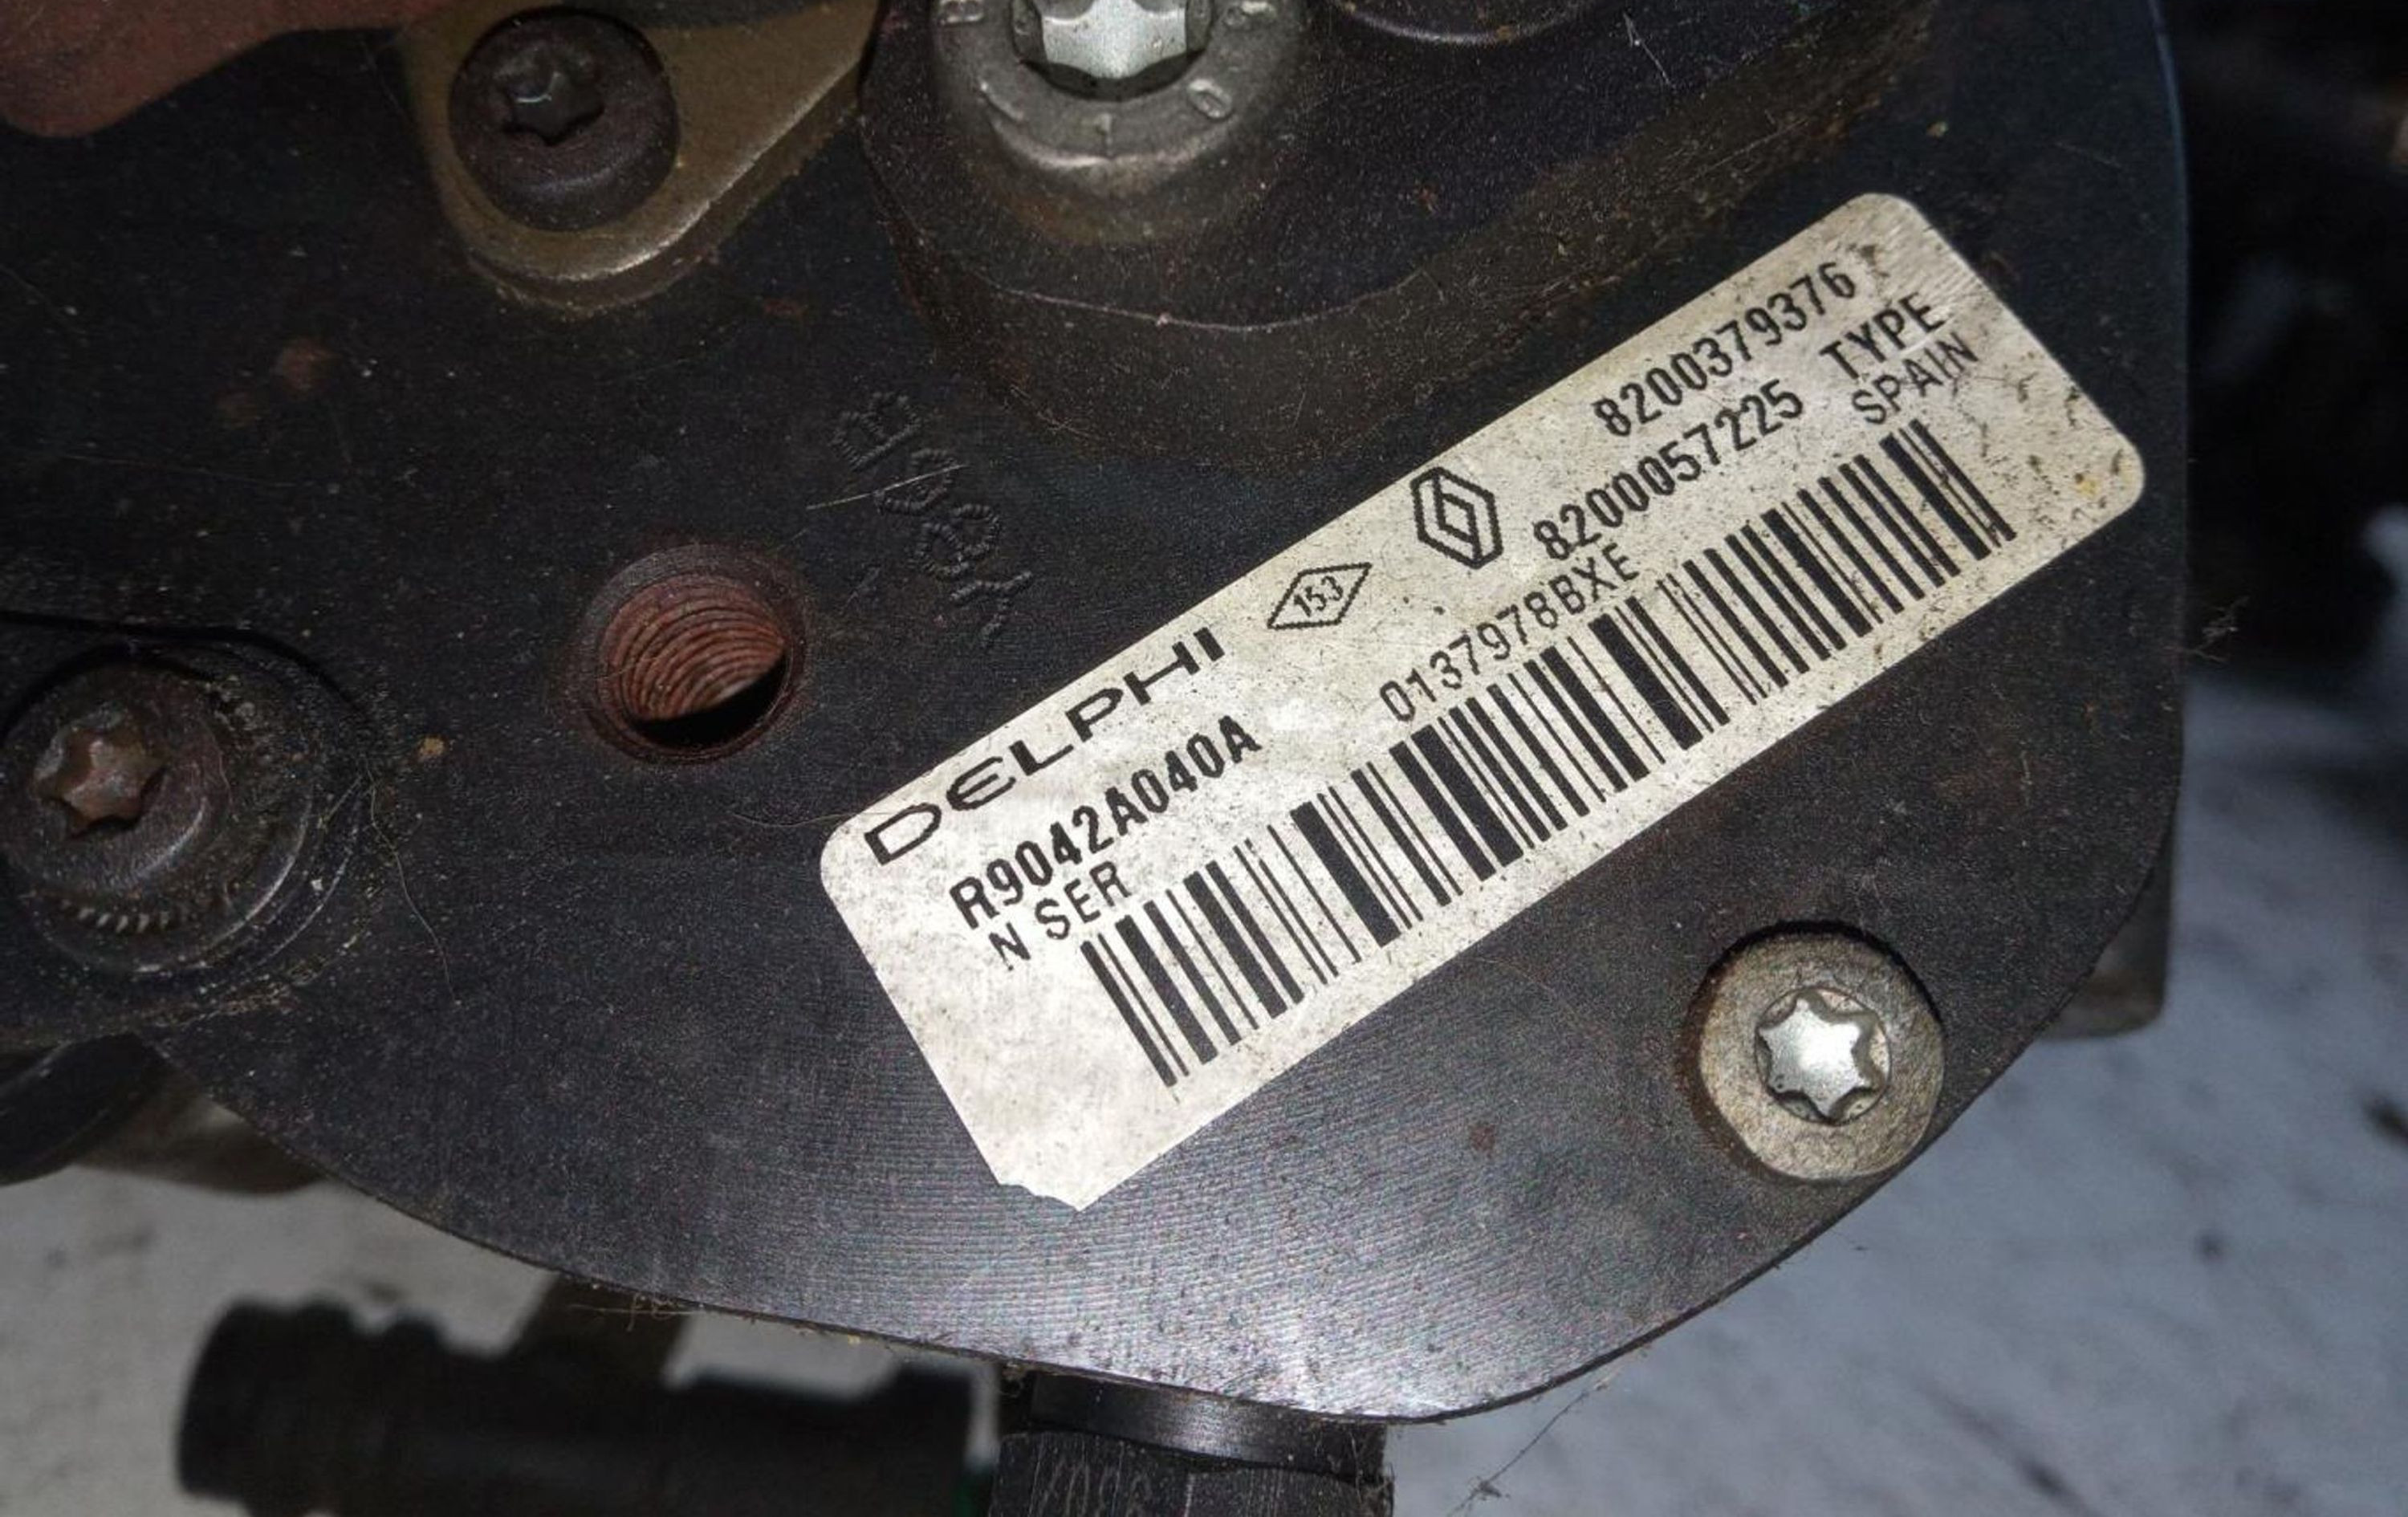 DELPHI 153 8200379376
R9042A040A 8200057225 TYPE
N SER 0137978BXE SPAIN